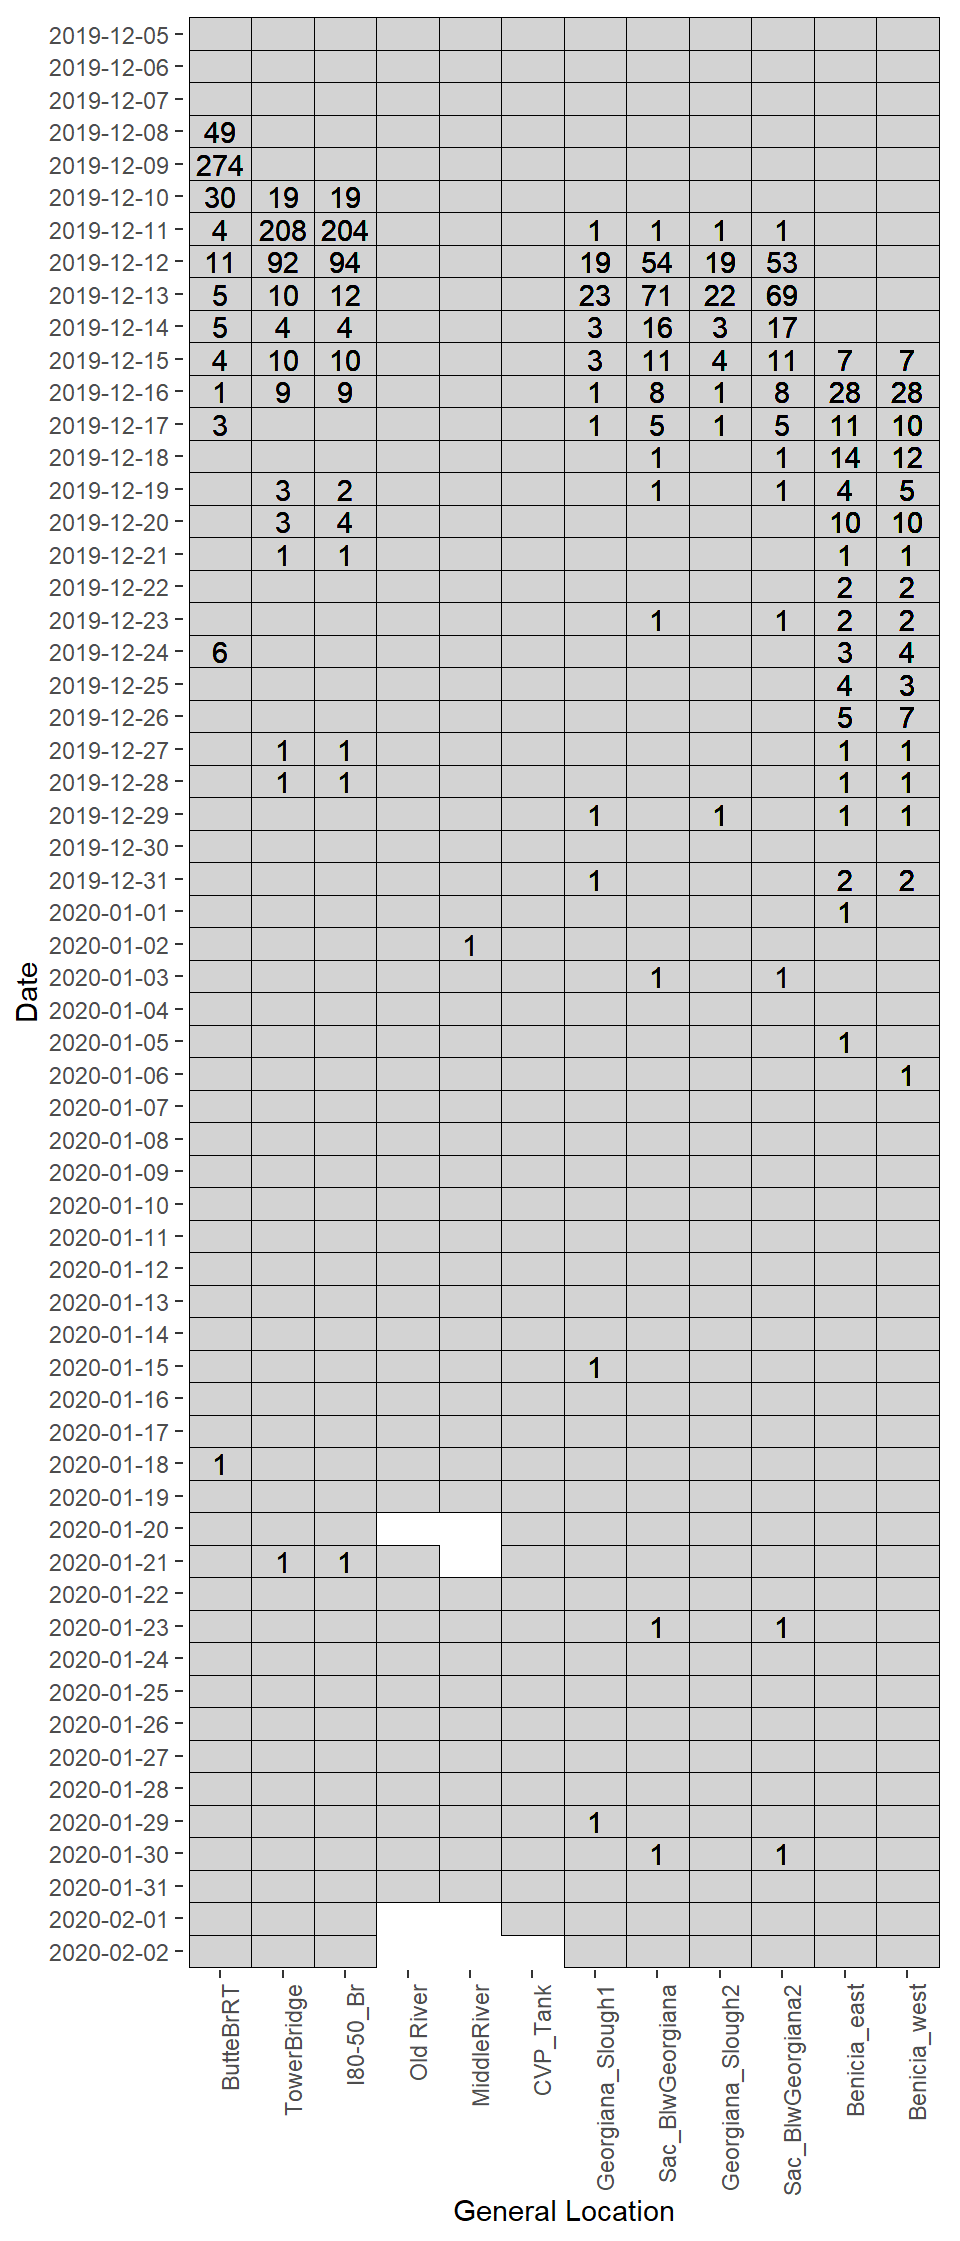 2019-12-05
2019-12-06
2019-12-07
2019-12-08 49
2019-12-09 274
2019-12-10 30 19 19
2019-12-11 4 208 204 1 1 1 1
2019-12-12 11 92 94 19 54 19 53
2019-12-13 5 10 12 23 71 22 69
2019-12-14 5 4 4 3 16 3 17
2019-12-15 4 10 10 3 11 4 11 7 7
2019-12-16 1 9 9 1 8 1 8 28 28
2019-12-17 3 1 5 1 5 11 10
2019-12-18 1 1 14 12
2019-12-19 3 2 1 1 4 5
2019-12-20 3 4 10 10
2019-12-21 1 1 1 1
2019-12-22 2 2
2019-12-23 1 1 2 2
2019-12-24 6 3 4
2019-12-25 4 3
2019-12-26 5 7
2019-12-27 1 1 1 1
2019-12-28 1 1 1 1
2019-12-29 1 1 1 1
2019-12-30
2019-12-31 1 2 2
2020-01-01 1
2020-01-02 1
2020-01-03 1 1
2020-01-04
2020-01-05 1
2020-01-06 1
2020-01-07
2020-01-08
2020-01-09
2020-01-10
2020-01-11
2020-01-12
2020-01-13
2020-01-14
2020-01-15 1
2020-01-16
2020-01-17
2020-01-18 1
2020-01-19
2020-01-20
2020-01-21 1 1
2020-01-22
2020-01-23 1 1
2020-01-24
2020-01-25
2020-01-26
2020-01-27
2020-01-28
2020-01-29 1
2020-01-30 1 1
2020-01-31
2020-02-01
2020-02-02
Date
ButteBrRT
TowerBridge
I80-50_Br
Old River
MiddleRiver
CVP_Tank
Georgiana_Slough1
Sac_BlwGeorgiana
Georgiana_Slough2
Sac_BlwGeorgiana2
Benicia_east
Benicia_west
General Location